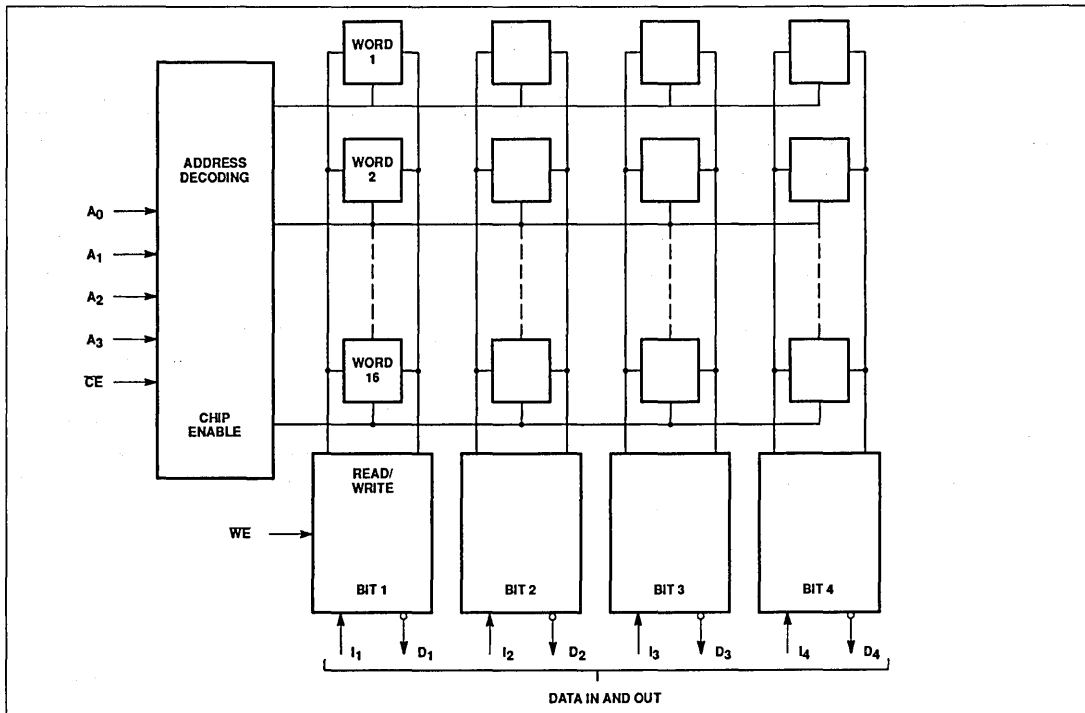 WORD
1
ADDRESS
DECODING
WORD
2
A0
A1
A2
A3
CE
WORD
16
CHIP
ENABLE
READ/
WRITE
WE
BIT 1
BIT 2
BIT 3
BIT 4
I1
D1
I2
D2
I3
D3
I4
D4
DATA IN AND OUT